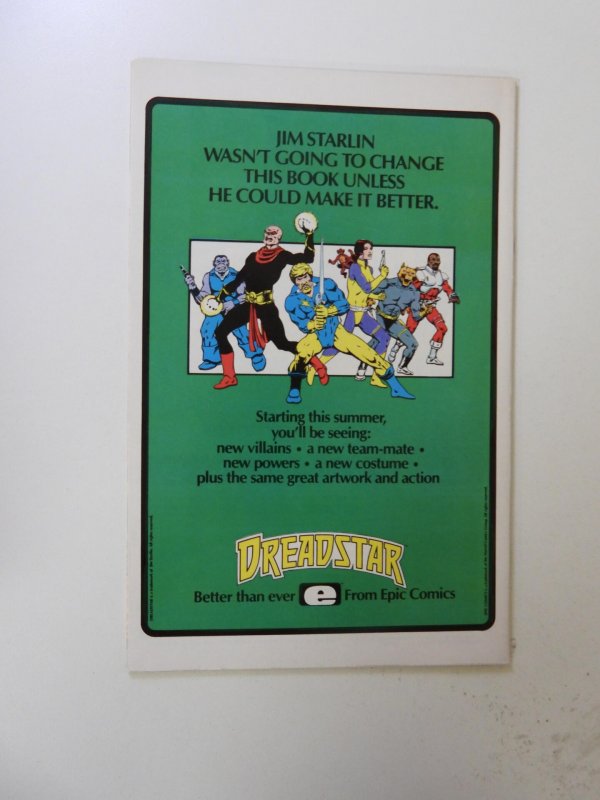 JIM STARLIN
WASN'T GOING TO CHANGE
THIS BOOK UNLESS
HE COULD MAKE IT BETTER.
Starting this summer,
you'll be seeing:
new villains • a new team-mate •
new powers • a new costume •
plus the same great artwork and action
DREADSTAR
Better than ever e From Epic Comics